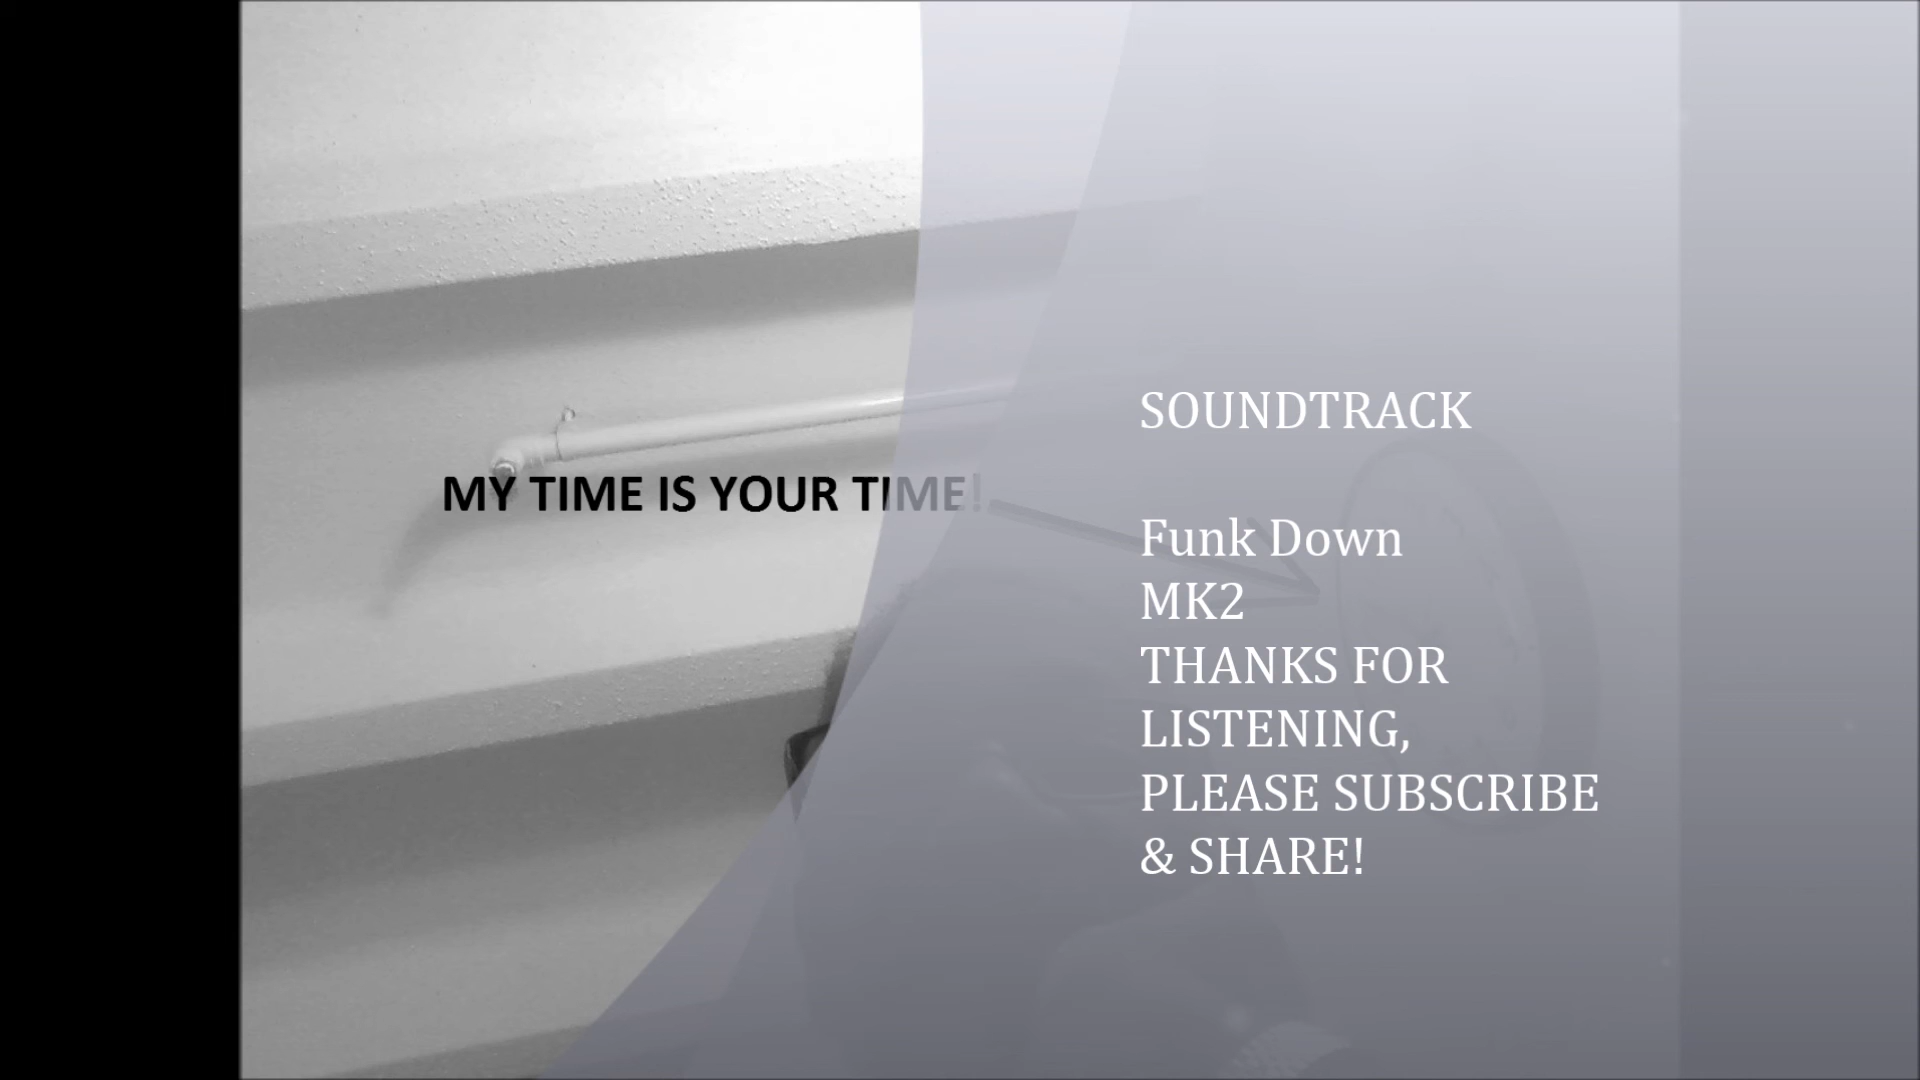 MY TIME IS YOUR TIME!
SOUNDTRACK
Funk Down
MK2
THANKS FOR
LISTENING,
PLEASE SUBSCRIBE
& SHARE!